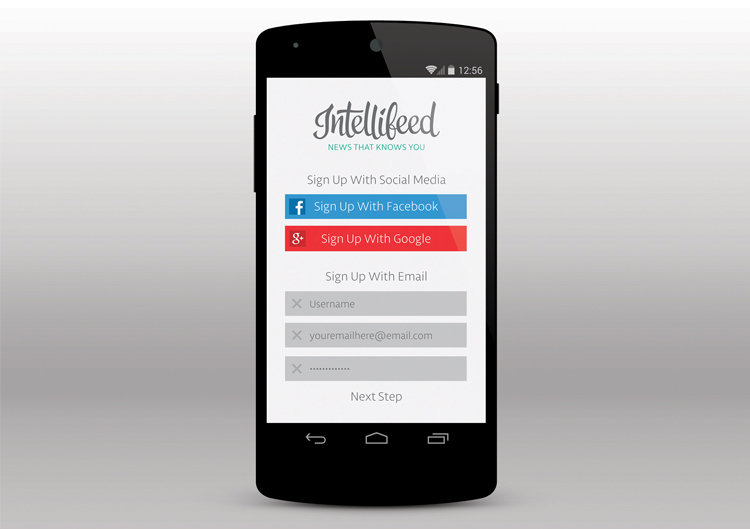 12:56
Intellifeed
NEWS THAT KNOWS YOU
Sign Up With Social Media
f Sign Up With Facebook
g+ Sign Up With Google
Sign Up With Email
Username
youremailhere@email.com
•••••••••••••
Next Step